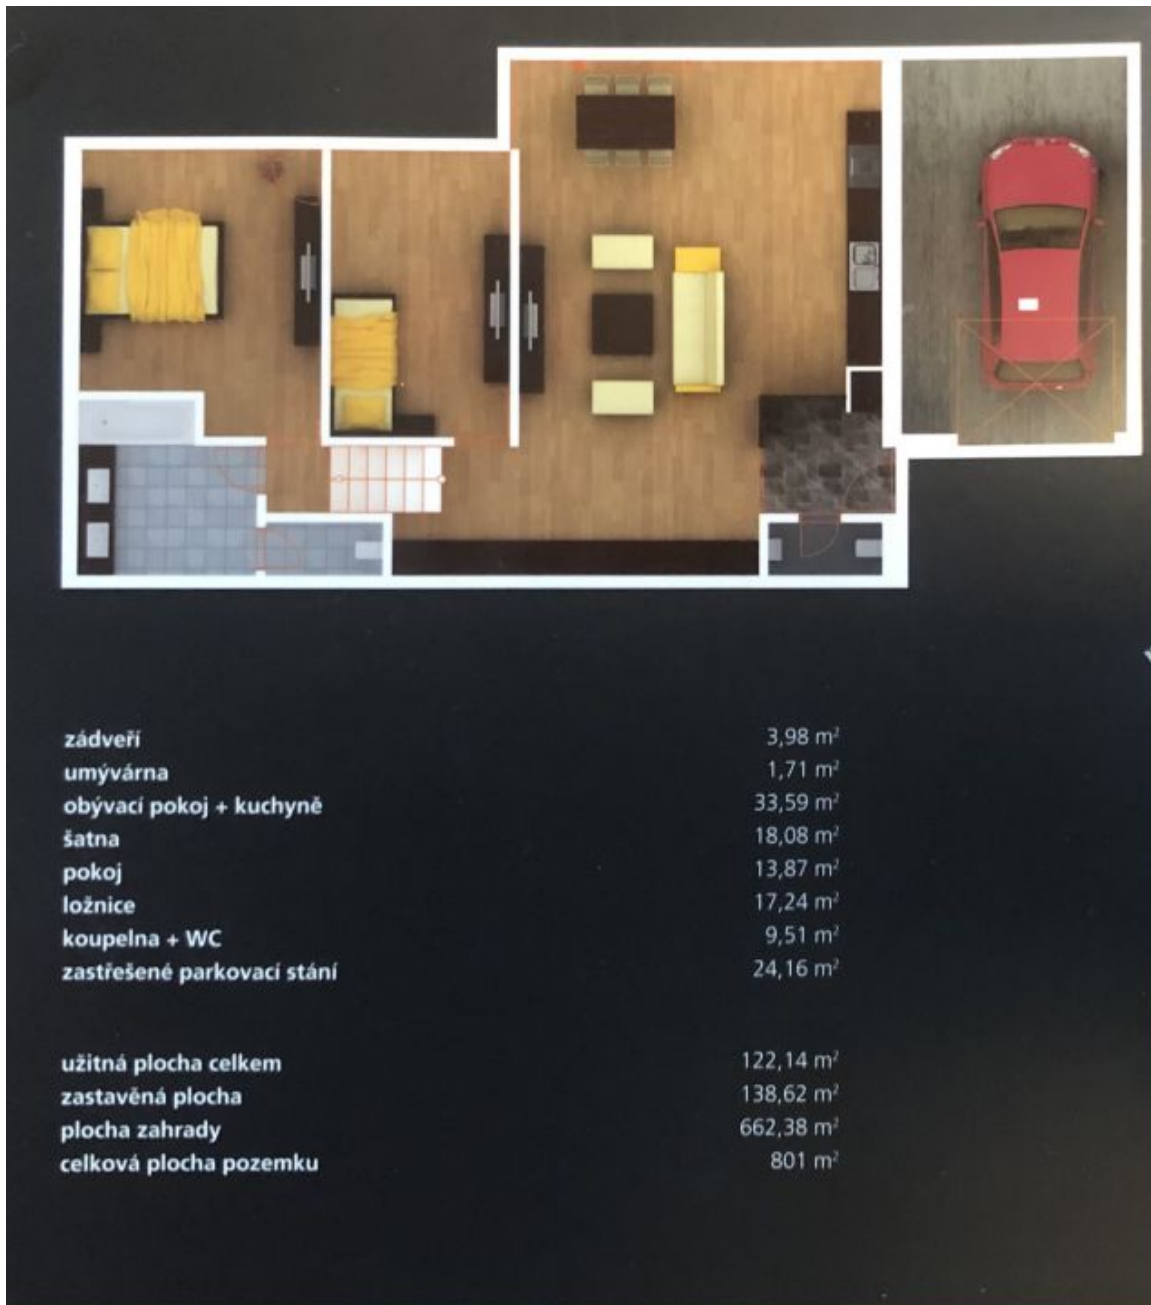 zádveří 3,98 m²
umývárna 1,71 m²
obývací pokoj + kuchyně 33,59 m²
šatna 18,08 m²
pokoj 13,87 m²
ložnice 17,24 m²
koupelna + WC 9,51 m²
zastřešené parkovací stání 24,16 m²
užitná plocha celkem 122,14 m²
zastavěná plocha 138,62 m²
plocha zahrady 662,38 m²
celková plocha pozemku 801 m²